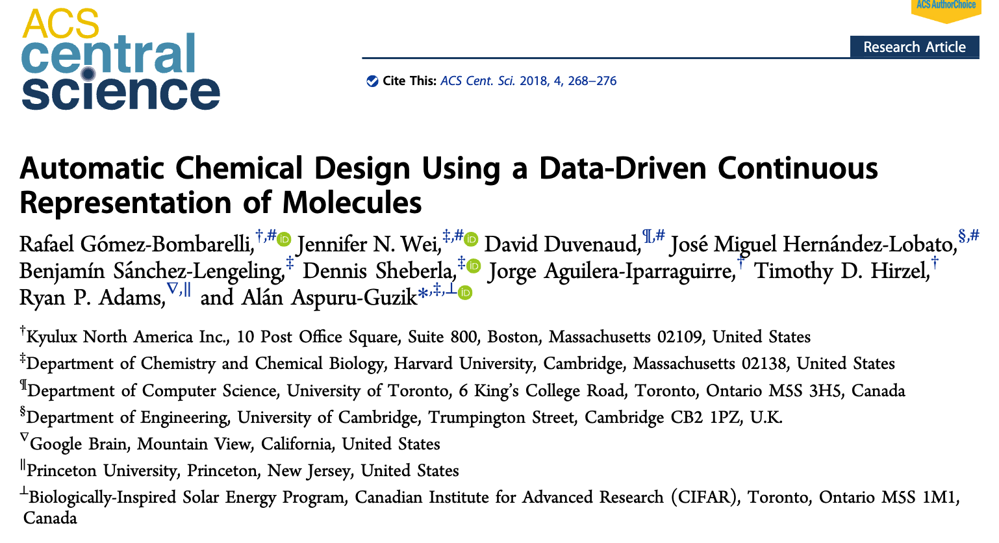 ACS AuthorChoice
ACS
central
science
Research Article
Cite This: ACS Cent. Sci. 2018, 4, 268−276
Automatic Chemical Design Using a Data-Driven Continuous
Representation of Molecules
Rafael Gómez-Bombarelli,†,# iD Jennifer N. Wei,‡,# iD David Duvenaud,¶,# José Miguel Hernández-Lobato,§,#
Benjamín Sánchez-Lengeling,‡ Dennis Sheberla,‡ iD Jorge Aguilera-Iparraguirre,† Timothy D. Hirzel,†
Ryan P. Adams,∇,∥ and Alán Aspuru-Guzik*,‡,⊥ iD
†Kyulux North America Inc., 10 Post Office Square, Suite 800, Boston, Massachusetts 02109, United States
‡Department of Chemistry and Chemical Biology, Harvard University, Cambridge, Massachusetts 02138, United States
¶Department of Computer Science, University of Toronto, 6 King’s College Road, Toronto, Ontario M5S 3H5, Canada
§Department of Engineering, University of Cambridge, Trumpington Street, Cambridge CB2 1PZ, U.K.
∇Google Brain, Mountain View, California, United States
∥Princeton University, Princeton, New Jersey, United States
⊥Biologically-Inspired Solar Energy Program, Canadian Institute for Advanced Research (CIFAR), Toronto, Ontario M5S 1M1,
Canada